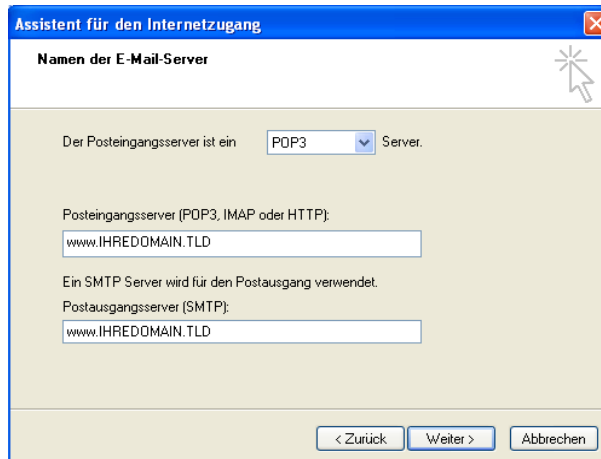 Assistent für den Internetzugang
Namen der E-Mail-Server
Der Posteingangsserver ist ein POP3 Server.
Posteingangsserver (POP3, IMAP oder HTTP):
www.IHREDOMAIN.TLD
Ein SMTP Server wird für den Postausgang verwendet.
Postausgangsserver (SMTP):
www.IHREDOMAIN.TLD
< Zurück Weiter > Abbrechen